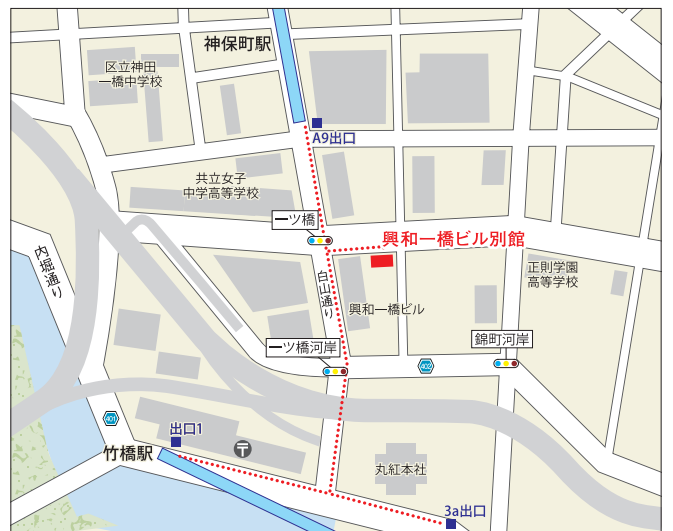 神保町駅
区立神田
一橋中学校
A9出口
共立女子
中学高等学校
一ツ橋
興和一橋ビル別館
内堀通り
白山通り
正則学園
高等学校
興和一橋ビル
一ツ橋河岸
錦町河岸
402
401
出口1
竹橋駅
〒
丸紅本社
3a出口